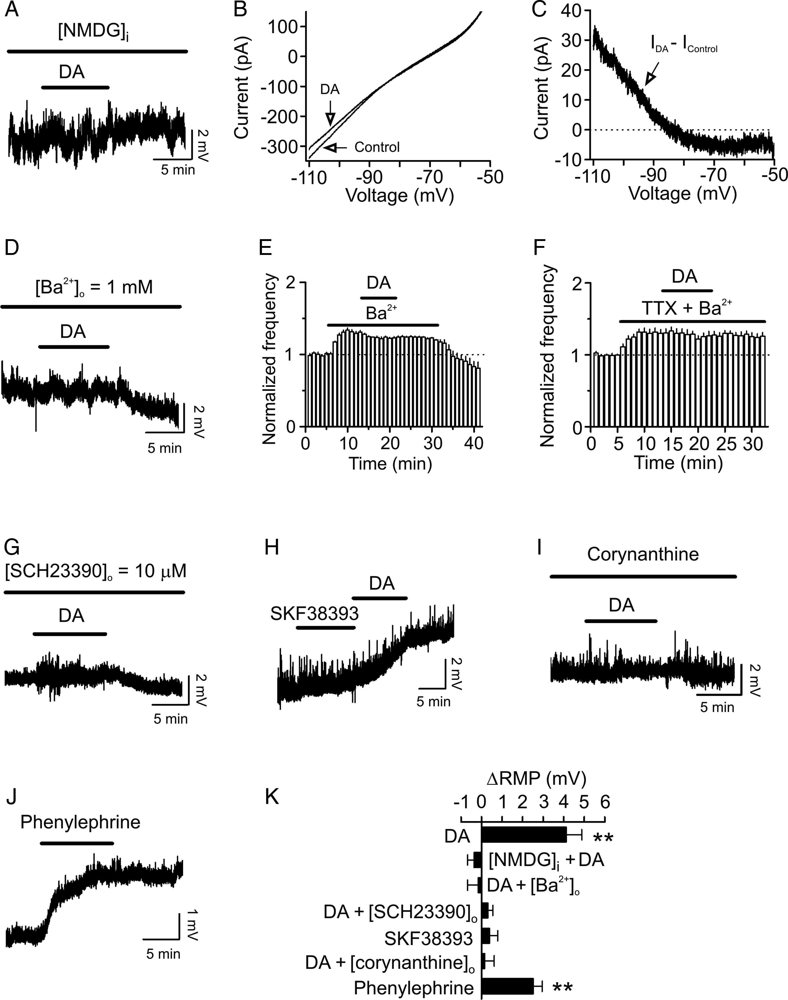 A
[NMDG]i
DA
2 mV
5 min
B
Current (pA)
100
0
-100
-200
-300
DA
Control
-110
-90
-70
-50
Voltage (mV)
C
Current (pA)
40
30
20
10
0
-10
IDA - IControl
-110
-90
-70
-50
Voltage (mV)
D
[Ba2+]o = 1 mM
DA
2 mV
5 min
E
Normalized frequency
2
1
0
DA
Ba2+
0
10
20
30
40
Time (min)
F
Normalized frequency
2
1
0
DA
TTX + Ba2+
0
5
10
15
20
25
30
Time (min)
G
[SCH23390]o = 10 μM
DA
2 mV
5 min
H
DA
SKF38393
2 mV
5 min
I
Corynanthine
DA
2 mV
5 min
J
Phenylephrine
1 mV
5 min
K
ΔRMP (mV)
-1 0 1 2 3 4 5 6
DA
**
[NMDG]i + DA
DA + [Ba2+]o
DA + [SCH23390]o
SKF38393
DA + [corynanthine]o
Phenylephrine
**